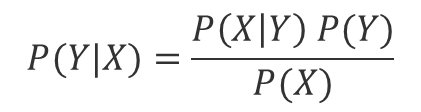 P(Y|X) = P(X|Y) P(Y) / P(X)